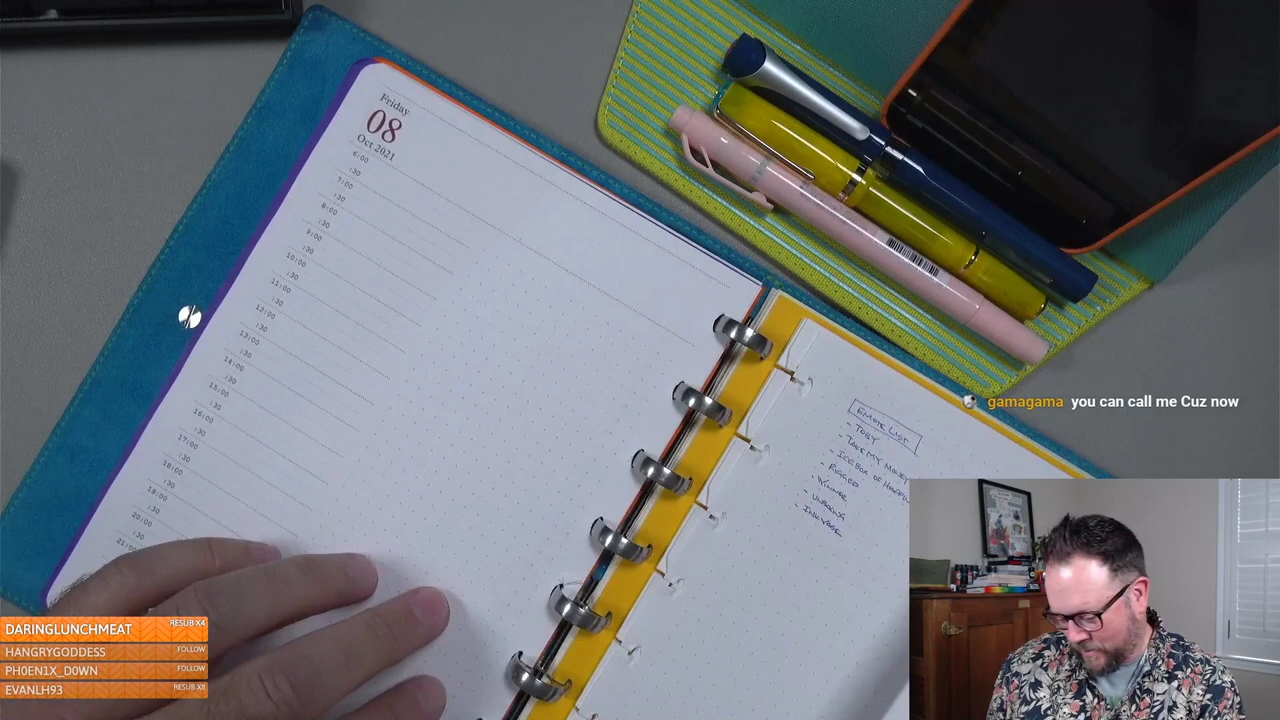 Friday
08
Oct 2021
6:00
:30
7:00
:30
8:00
:30
9:00
:30
10:00
:30
11:00
:30
12:00
:30
13:00
:30
14:00
:30
15:00
:30
16:00
:30
17:00
:30
18:00
:30
19:00
:30
20:00
:30
21:00
EMOTE LIST
- TOBY
- TAKE MY MONEY
- ICEBOX OF
- RIGGED
- WINNER
gamagama you can call me Cuz now
DARINGLUNCHMEAT RESUB X4
HANGRYGODDESS FOLLOW
PH0EN1X_D0WN FOLLOW
EVANLH93 RESUB X8